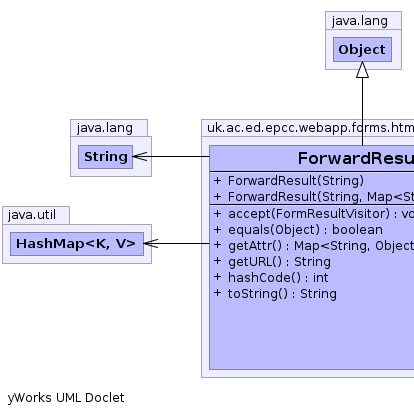 java.lang
Object
java.lang
String
uk.ac.ed.epcc.webapp.forms.htm
ForwardResu
+ ForwardResult(String)
+ ForwardResult(String, Map<St
java.util
HashMap<K, V>
+ accept(FormResultVisitor) : vo
+ equals(Object) : boolean
+ getAttr() : Map<String, Object
+ getURL() : String
+ hashCode() : int
+ toString() : String
yWorks UML Doclet